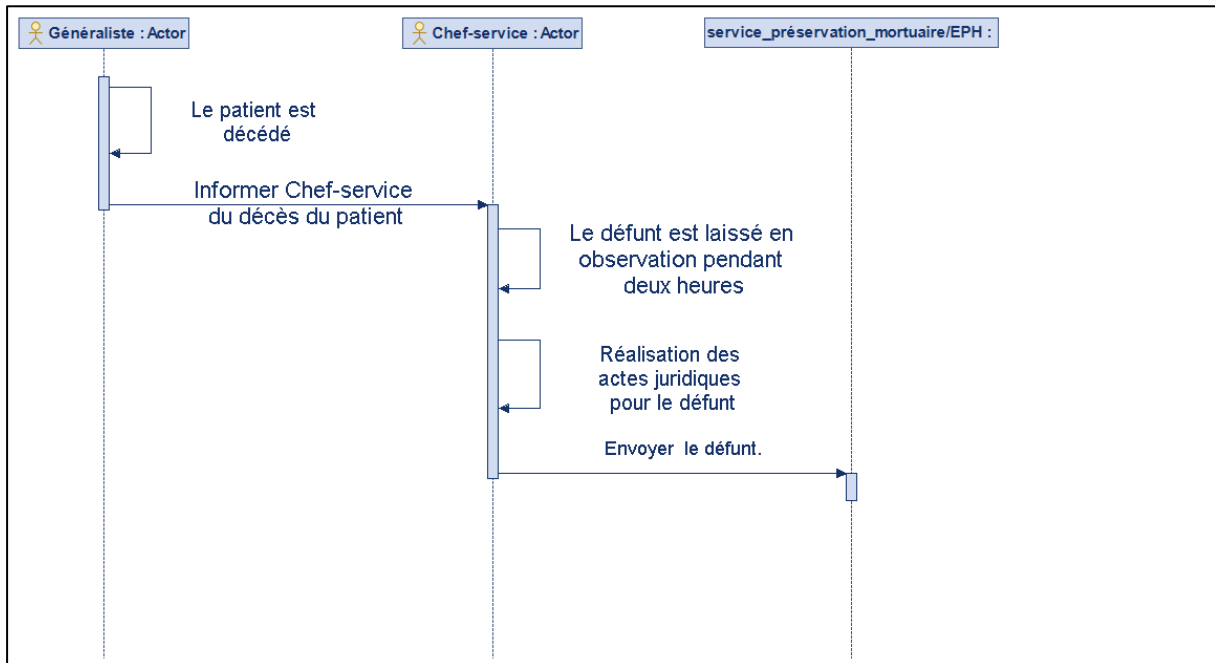 Généraliste : Actor
Chef-service : Actor
service_préservation_mortuaire/EPH :
Le patient est
décédé
Informer Chef-service
du décès du patient
Le défunt est laissé en
observation pendant
deux heures
Réalisation des
actes juridiques
pour le défunt
Envoyer le défunt.